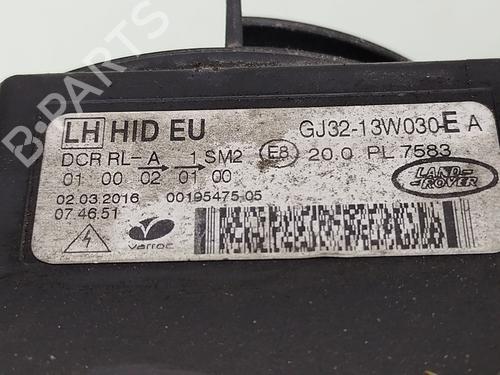 B-PARTS
LH HID EU GJ32-13W030-E A
DCR RL-A 1 SM2 E8 20.0 PL 7583
01 00 02 01 00
02.03.2016 00195475.05
07 46.51
LAND-ROVER
varroc